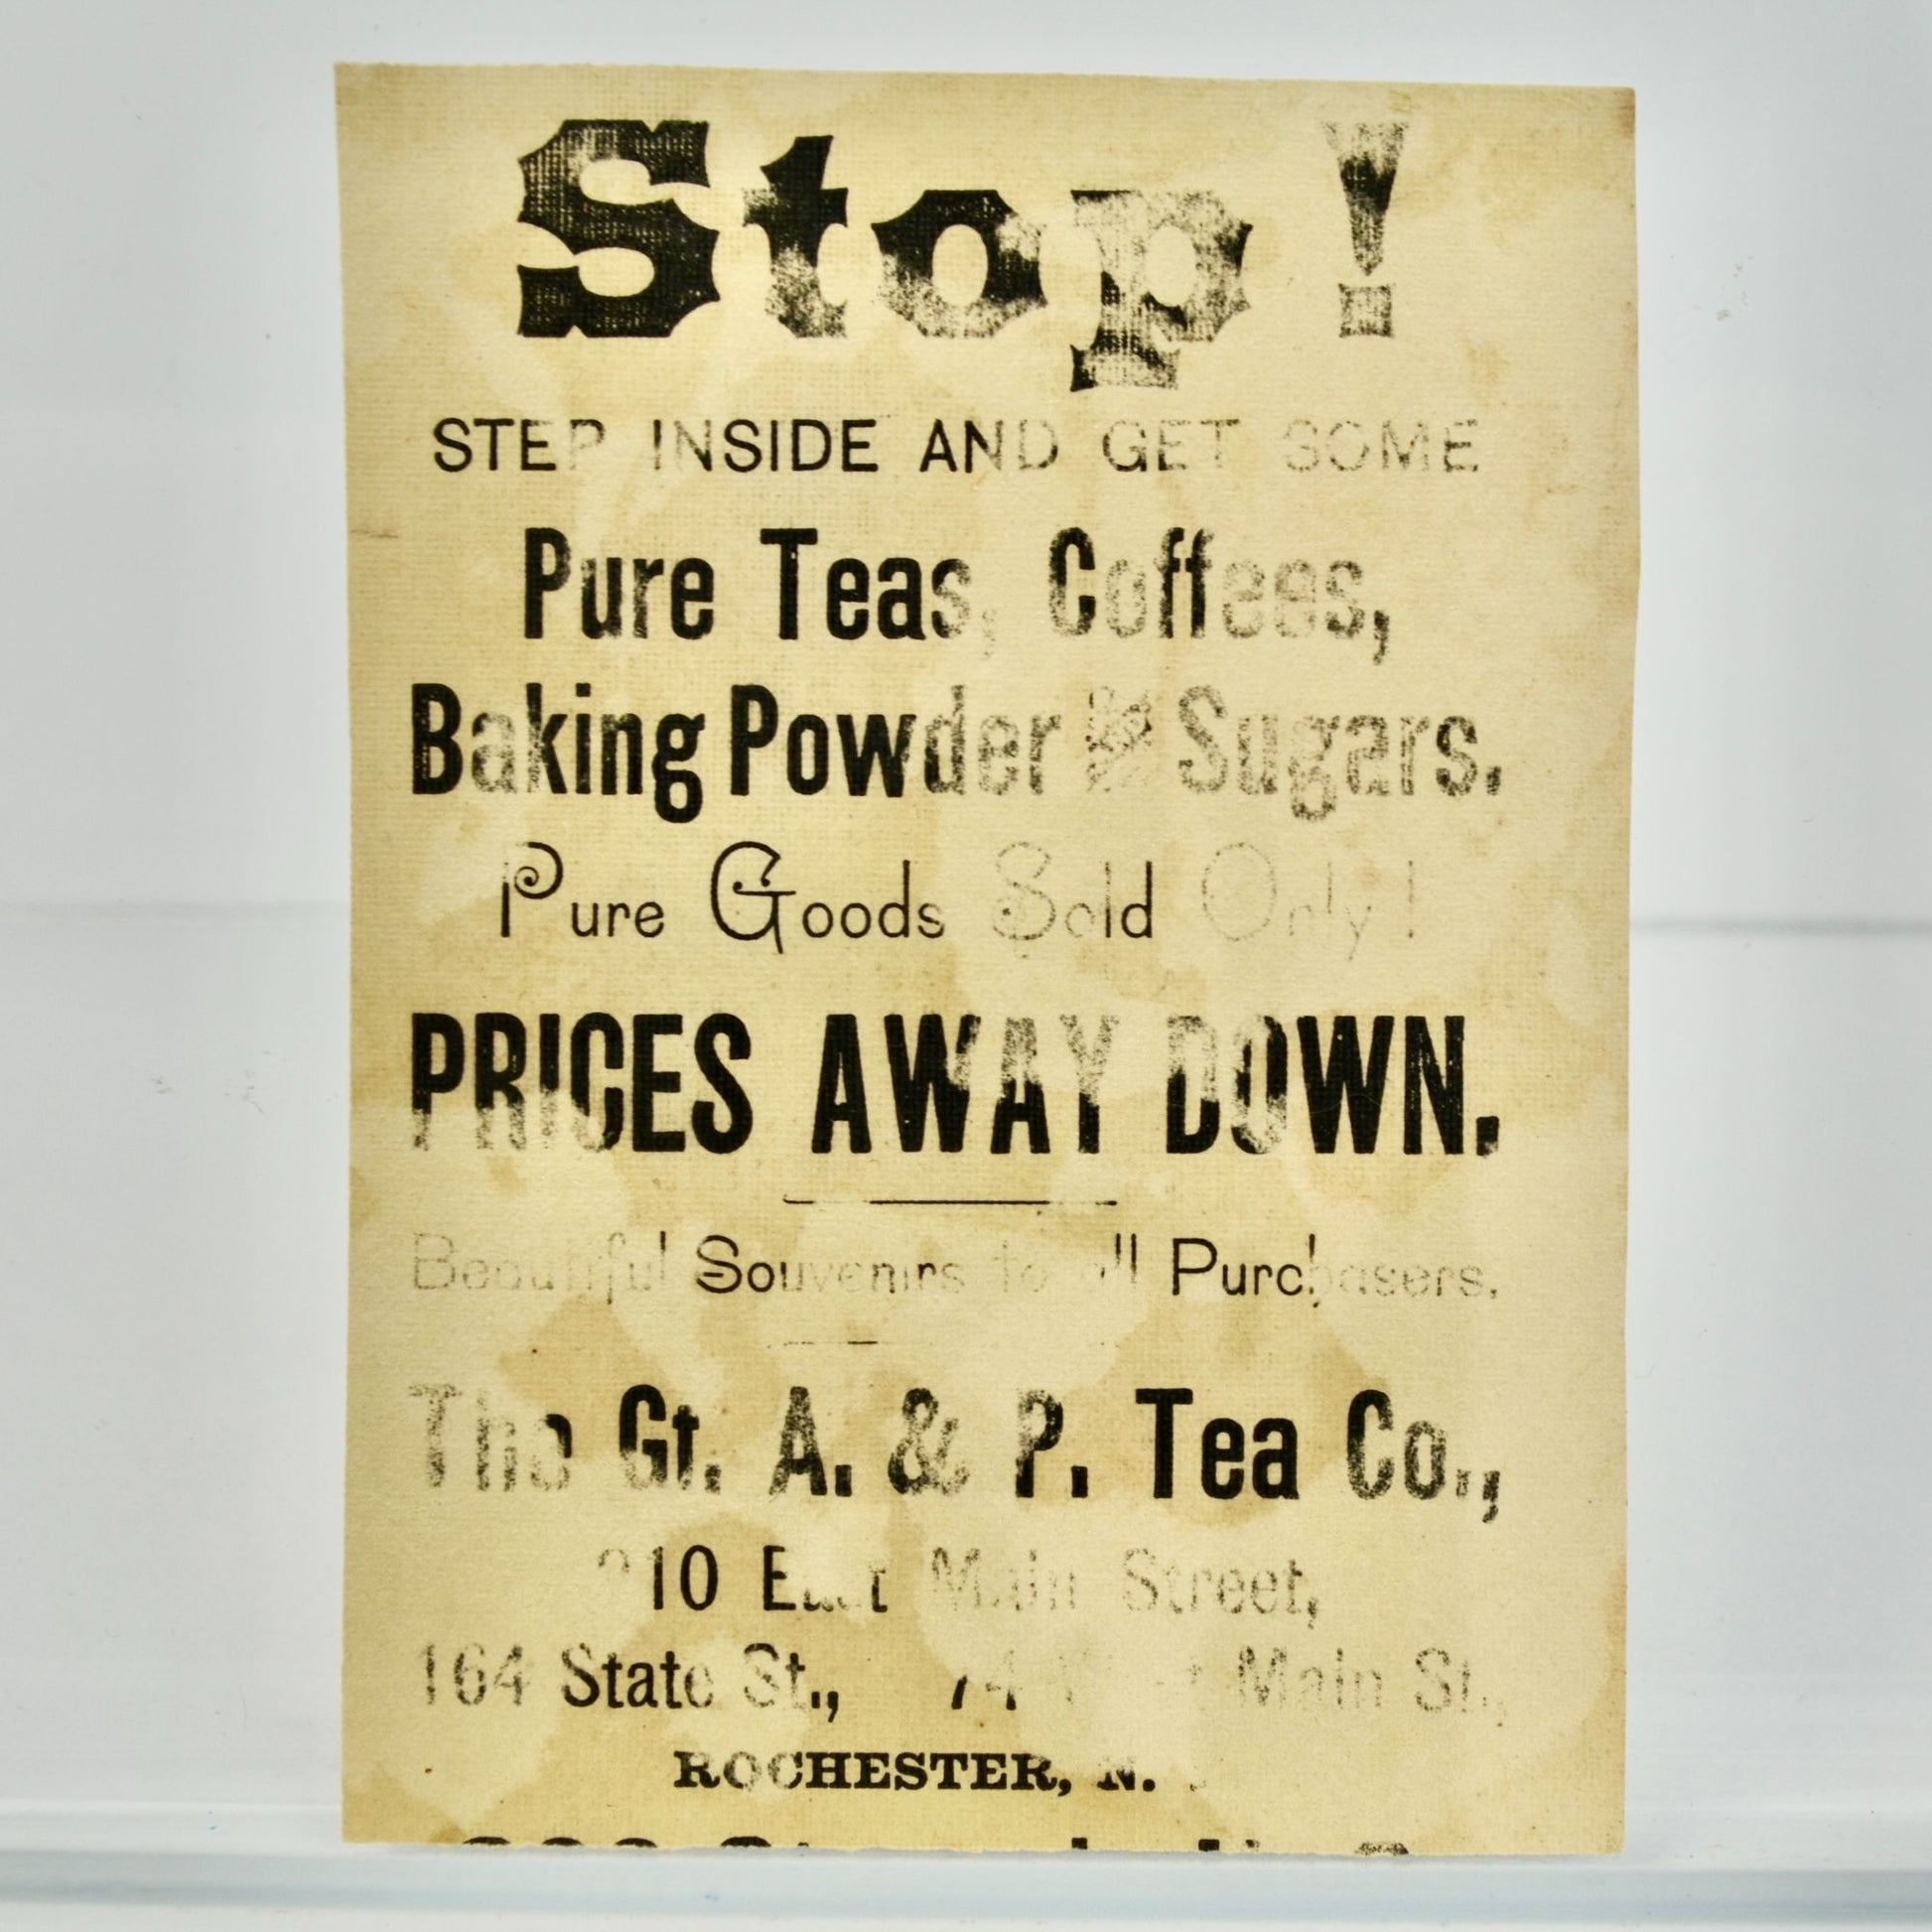 Stop!
STEP INSIDE AND GET SOME
Pure Teas, Coffees,
Baking Powder & Sugars.
Pure Goods Sold Only!
PRICES AWAY DOWN.
Beautiful Souvenirs to all Purchasers.
The Gt. A. & P. Tea Co.,
East Main Street,
164 State St., Main St.,
ROCHESTER, N.